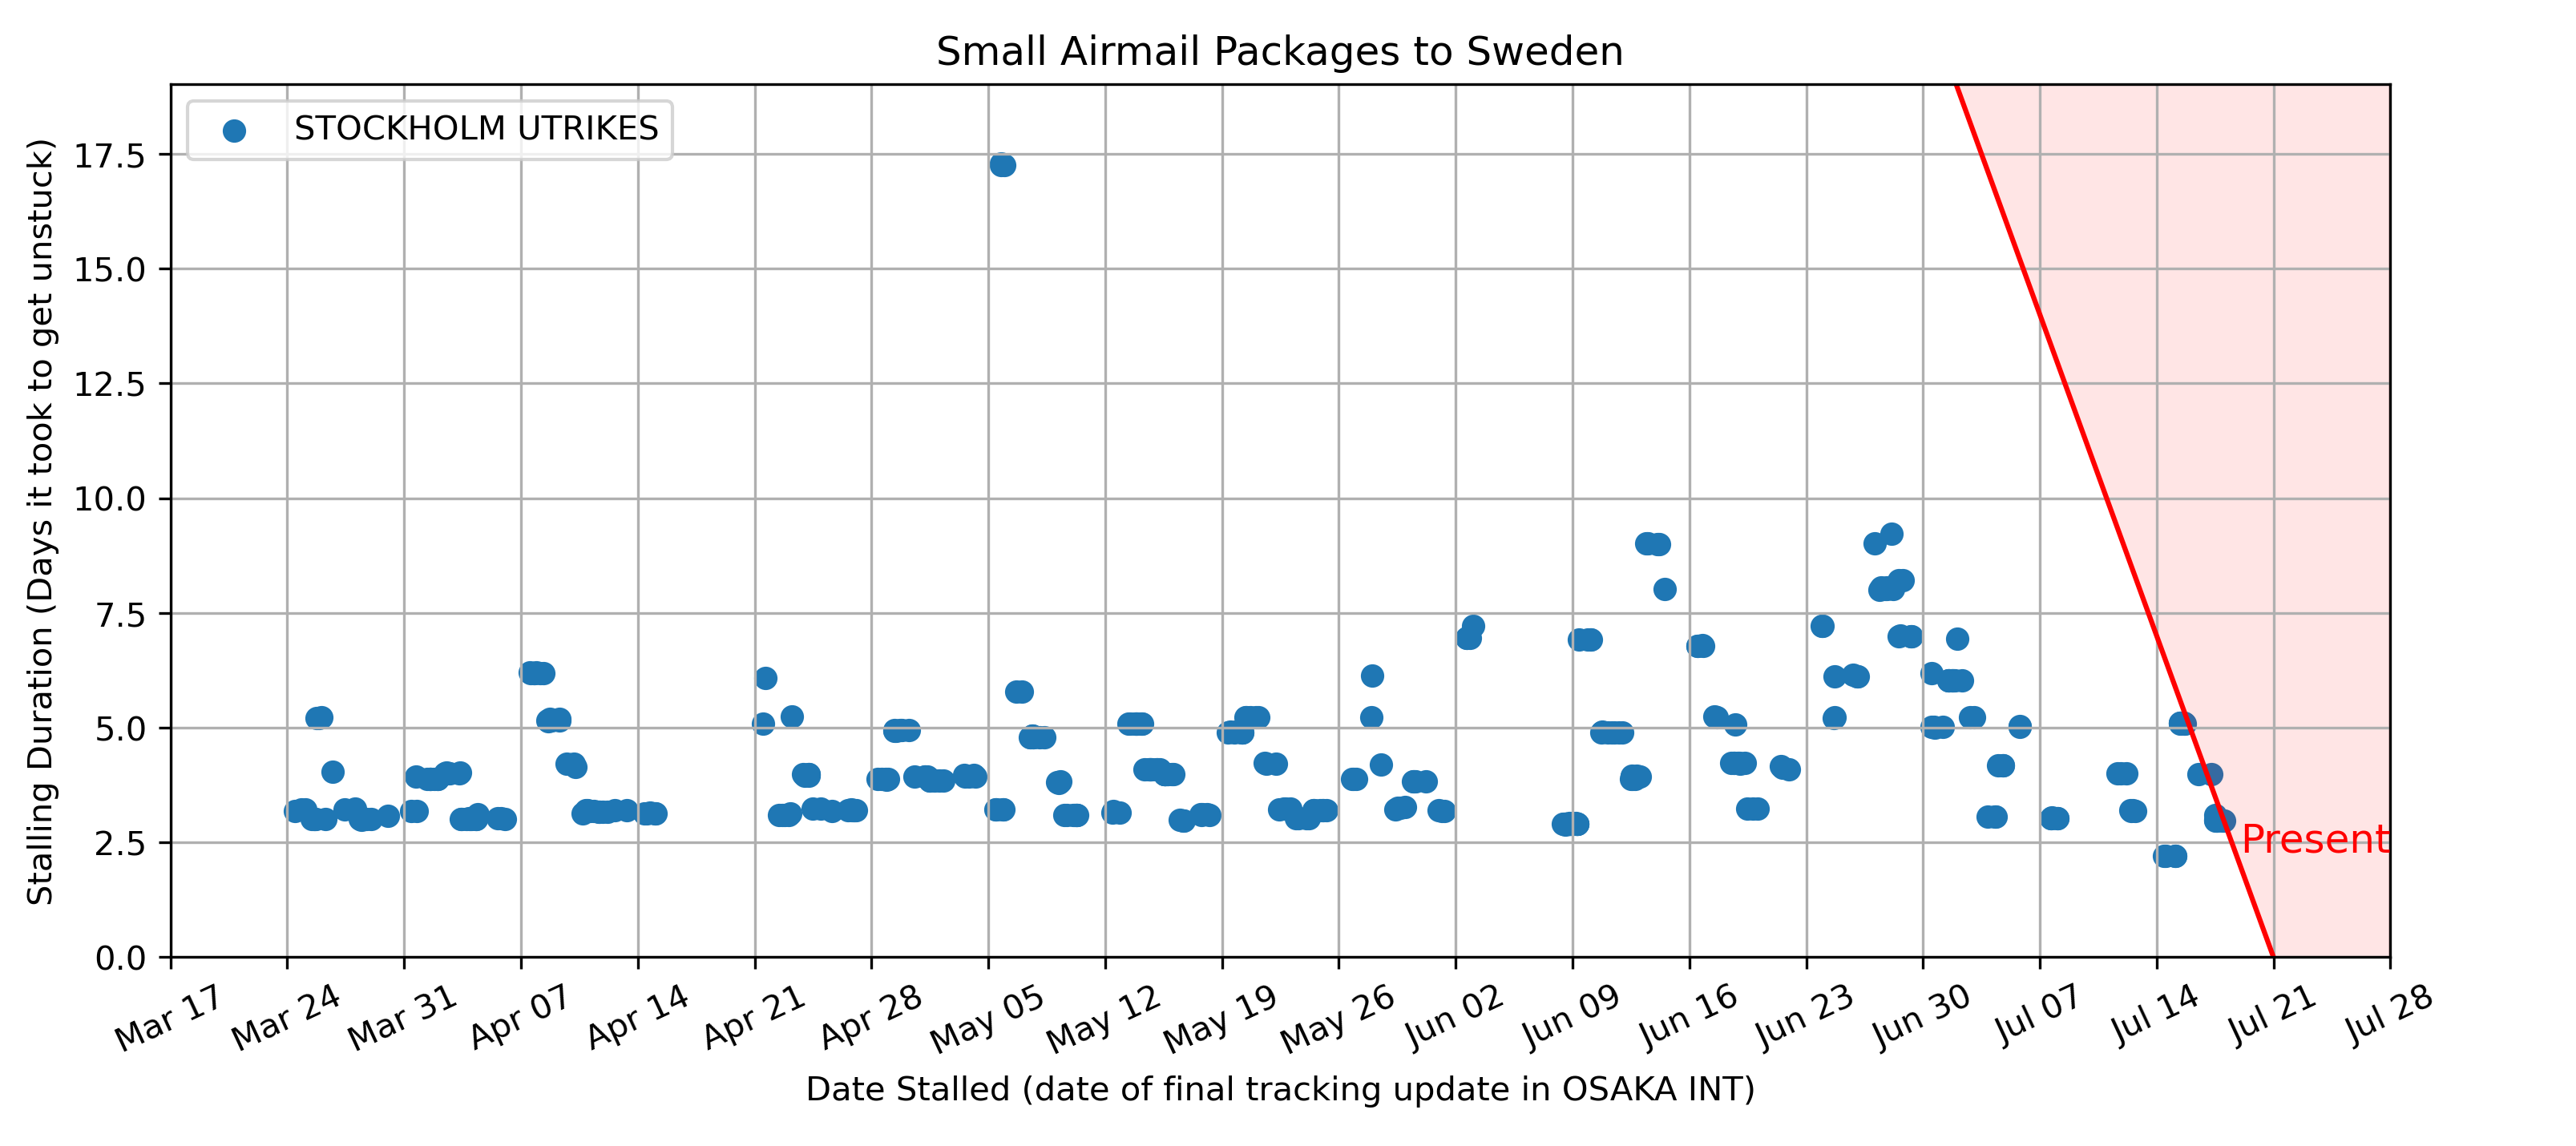 Small Airmail Packages to Sweden
STOCKHOLM UTRIKES
Stalling Duration (Days it took to get unstuck)
17.5
15.0
12.5
10.0
7.5
5.0
2.5
0.0
Present
Mar 17
Mar 24
Mar 31
Apr 07
Apr 14
Apr 21
Apr 28
May 05
May 12
May 19
May 26
Jun 02
Jun 09
Jun 16
Jun 23
Jun 30
Jul 07
Jul 14
Jul 21
Jul 28
Date Stalled (date of final tracking update in OSAKA INT)